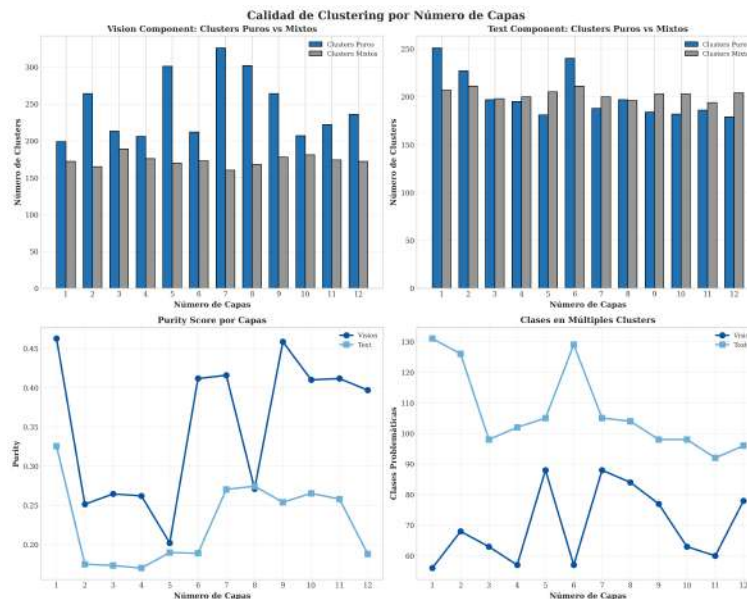 Calidad de Clustering por Número de Capas
Vision Component: Clusters Puros vs Mixtos
Clusters Puros
Clusters Mixtos
Número de Clusters
300
250
200
150
100
50
0
1 2 3 4 5 6 7 8 9 10 11 12
Número de Capas
Text Component: Clusters Puros vs Mixtos
Clusters Puros
Clusters Mixtos
Número de Clusters
250
200
150
100
50
0
1 2 3 4 5 6 7 8 9 10 11 12
Número de Capas
Purity Score por Capas
Vision
Text
Purity
0.45
0.40
0.35
0.30
0.25
0.20
1 2 3 4 5 6 7 8 9 10 11 12
Número de Capas
Clases en Múltiples Clusters
Vision
Text
Clases Problemáticas
130
120
110
100
90
80
70
60
1 2 3 4 5 6 7 8 9 10 11 12
Número de Capas